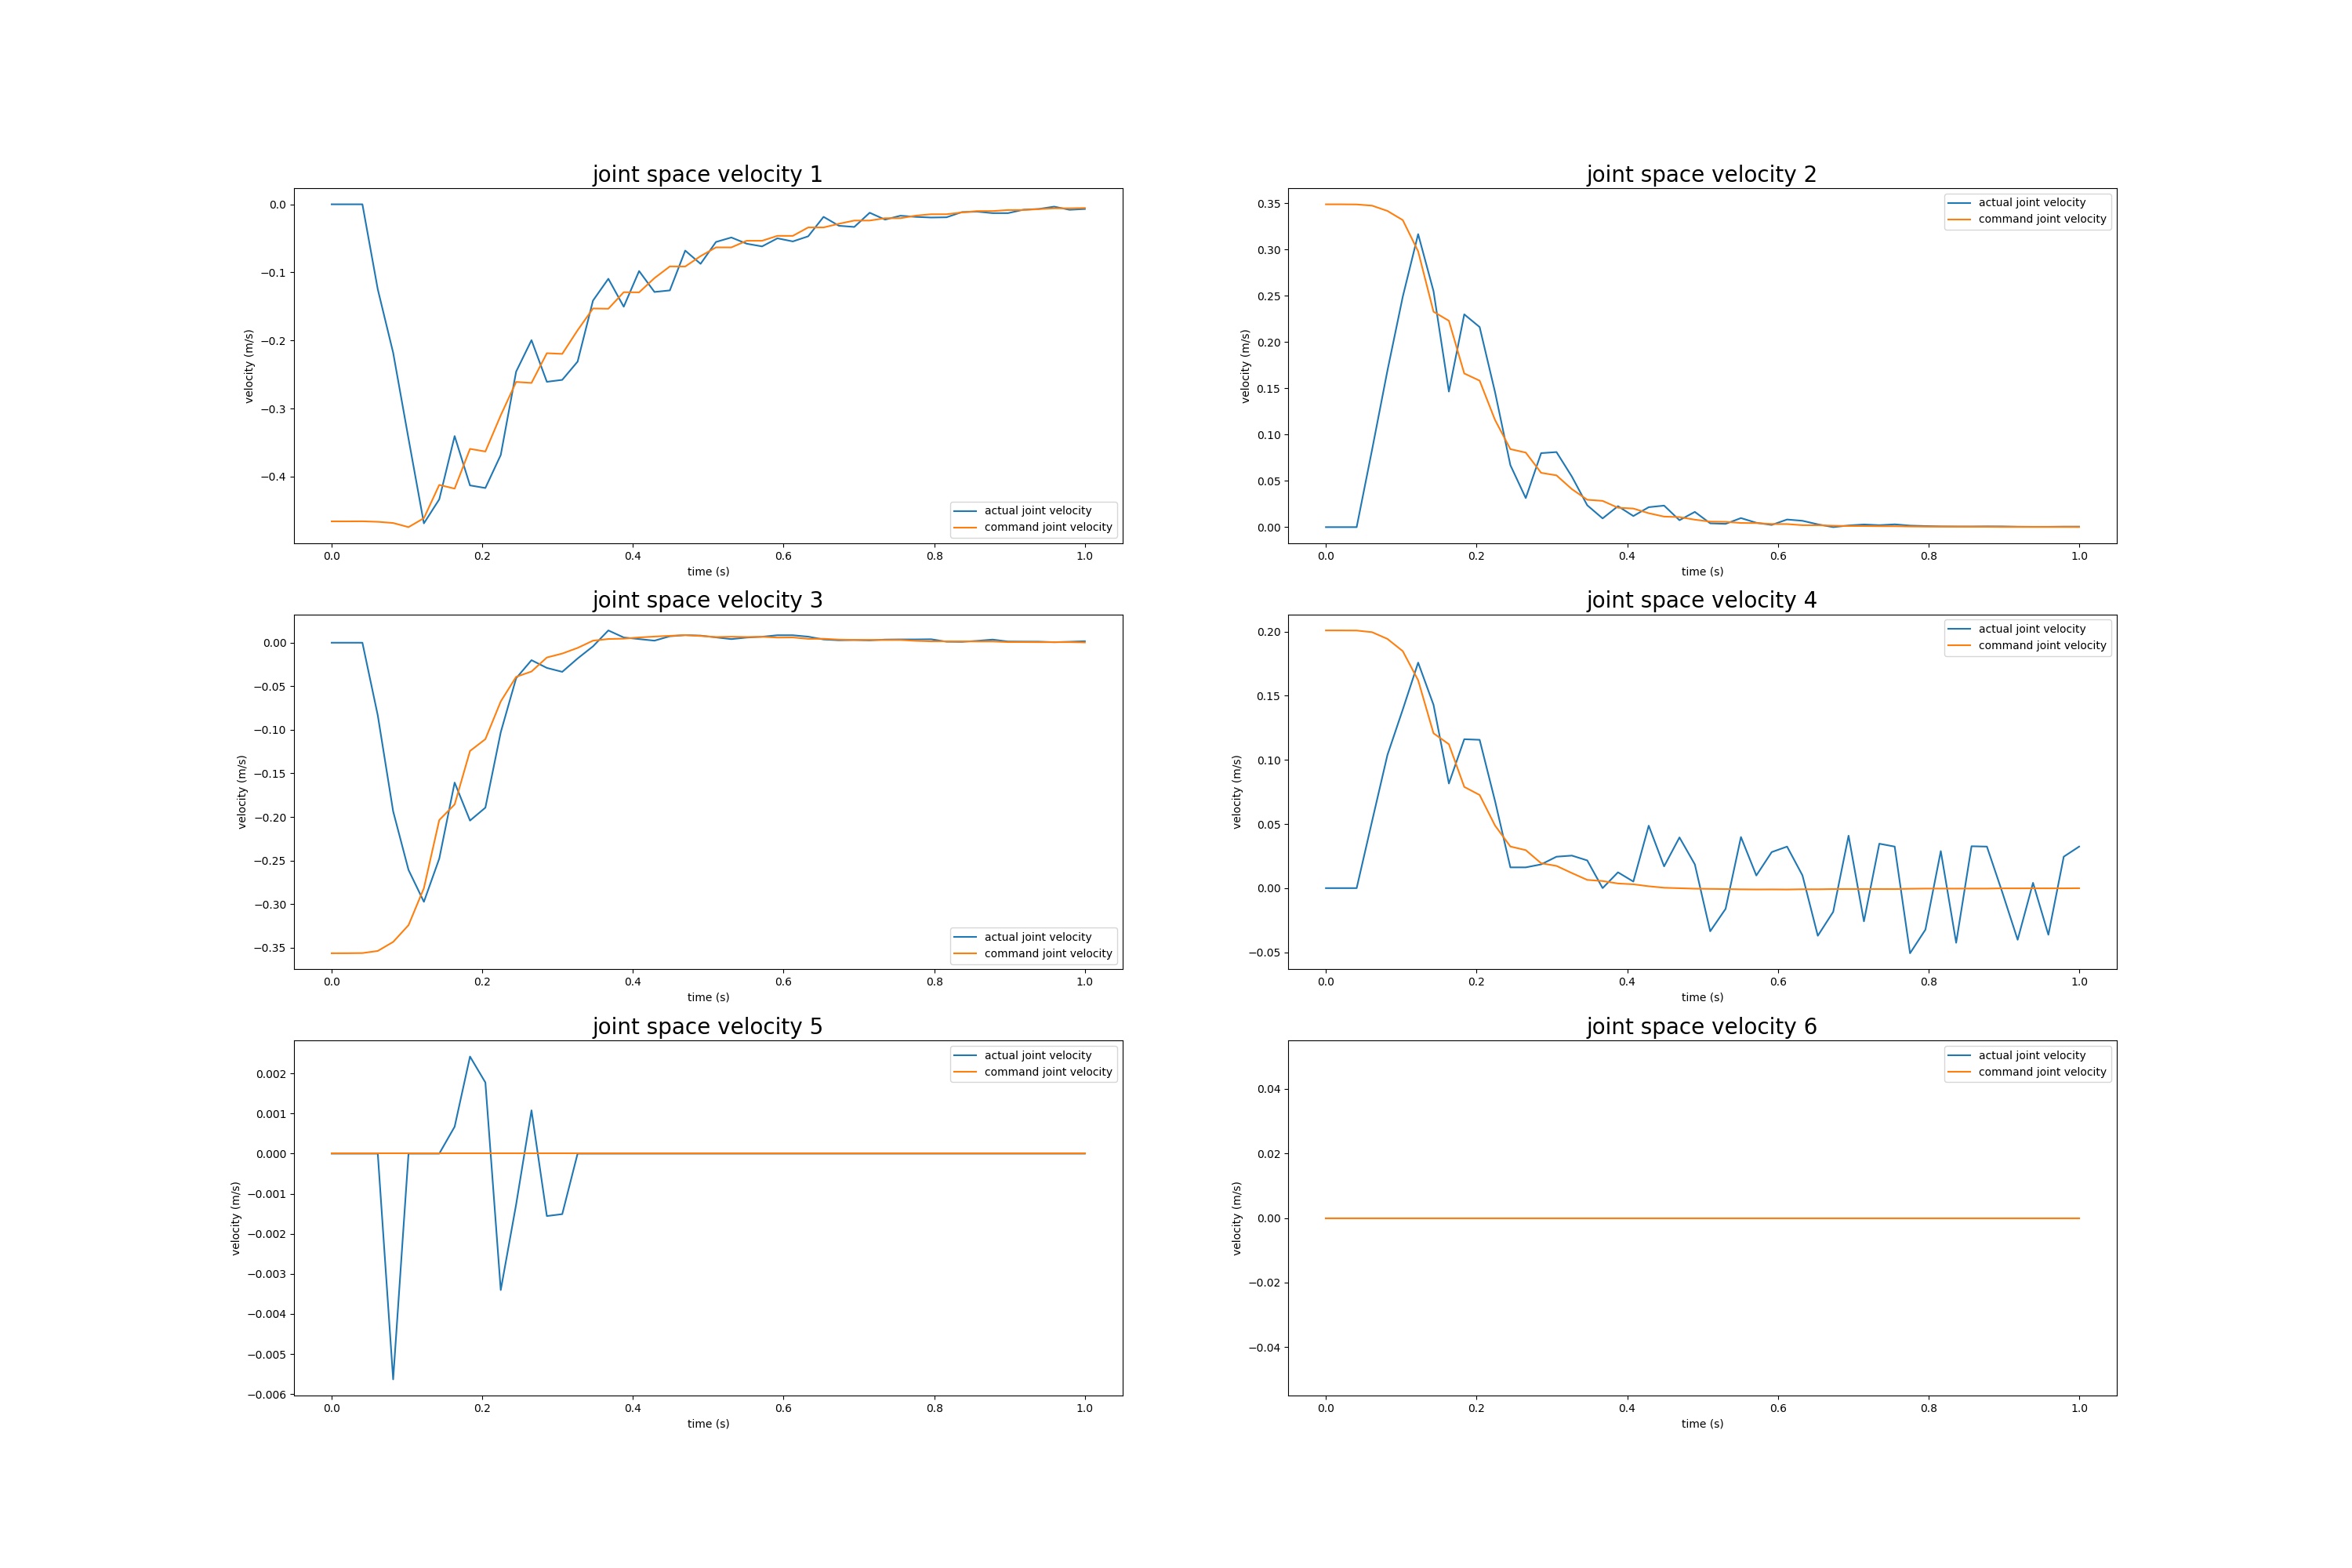 joint space velocity 1
velocity (m/s)
0.0
−0.1
−0.2
−0.3
−0.4
actual joint velocity
command joint velocity
0.0 0.2 0.4 0.6 0.8 1.0
time (s)
joint space velocity 2
velocity (m/s)
0.35
0.30
0.25
0.20
0.15
0.10
0.05
0.00
actual joint velocity
command joint velocity
0.0 0.2 0.4 0.6 0.8 1.0
time (s)
joint space velocity 3
velocity (m/s)
0.00
−0.05
−0.10
−0.15
−0.20
−0.25
−0.30
−0.35
actual joint velocity
command joint velocity
0.0 0.2 0.4 0.6 0.8 1.0
time (s)
joint space velocity 4
velocity (m/s)
0.20
0.15
0.10
0.05
0.00
−0.05
actual joint velocity
command joint velocity
0.0 0.2 0.4 0.6 0.8 1.0
time (s)
joint space velocity 5
velocity (m/s)
0.002
0.001
0.000
−0.001
−0.002
−0.003
−0.004
−0.005
−0.006
actual joint velocity
command joint velocity
0.0 0.2 0.4 0.6 0.8 1.0
time (s)
joint space velocity 6
velocity (m/s)
0.04
0.02
0.00
−0.02
−0.04
actual joint velocity
command joint velocity
0.0 0.2 0.4 0.6 0.8 1.0
time (s)